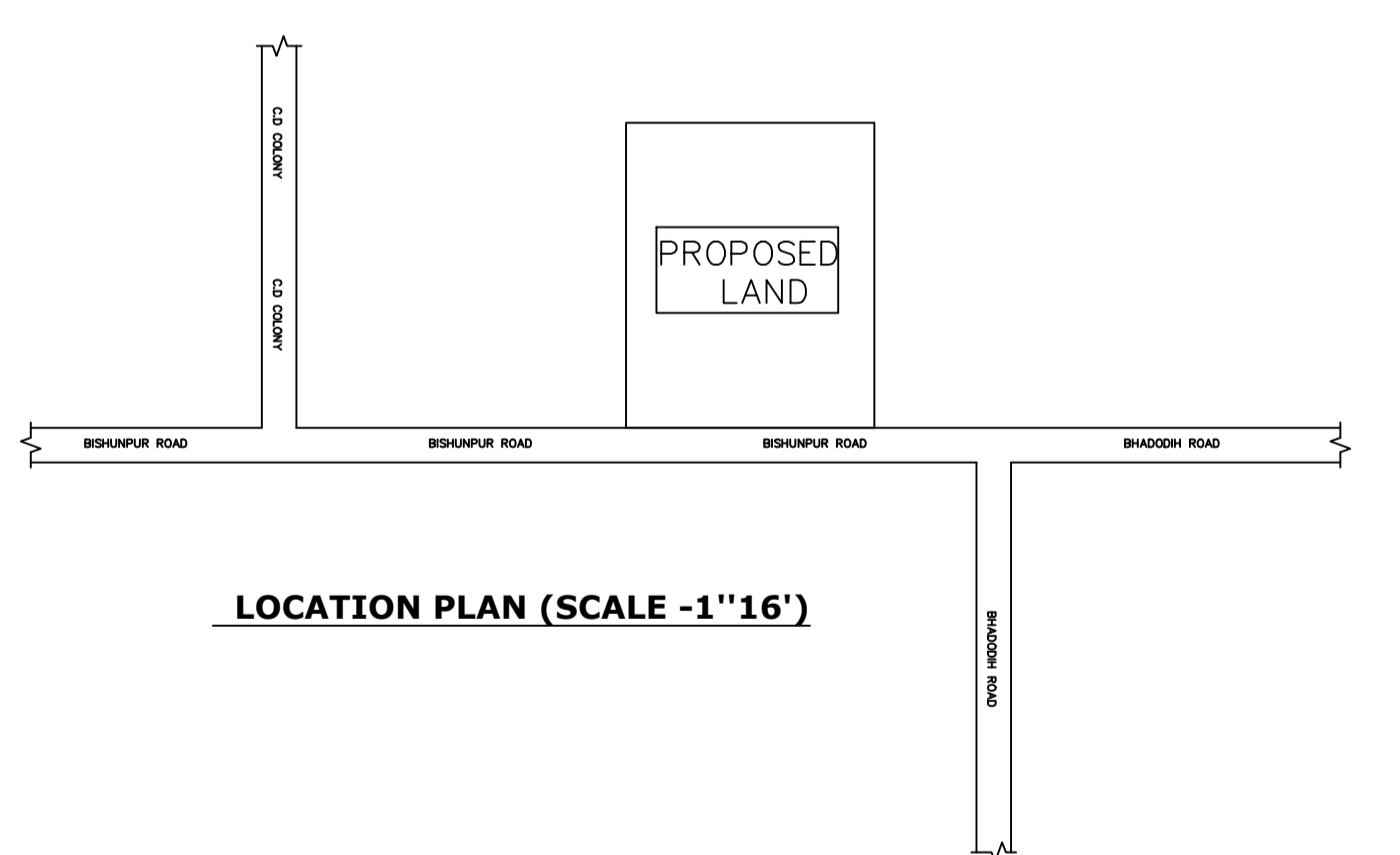 C.D COLONY
C.D COLONY
PROPOSED
LAND
BISHUNPUR ROAD
BISHUNPUR ROAD
BISHUNPUR ROAD
BHADODIH ROAD
LOCATION PLAN (SCALE -1''16')
BHADODIH ROAD